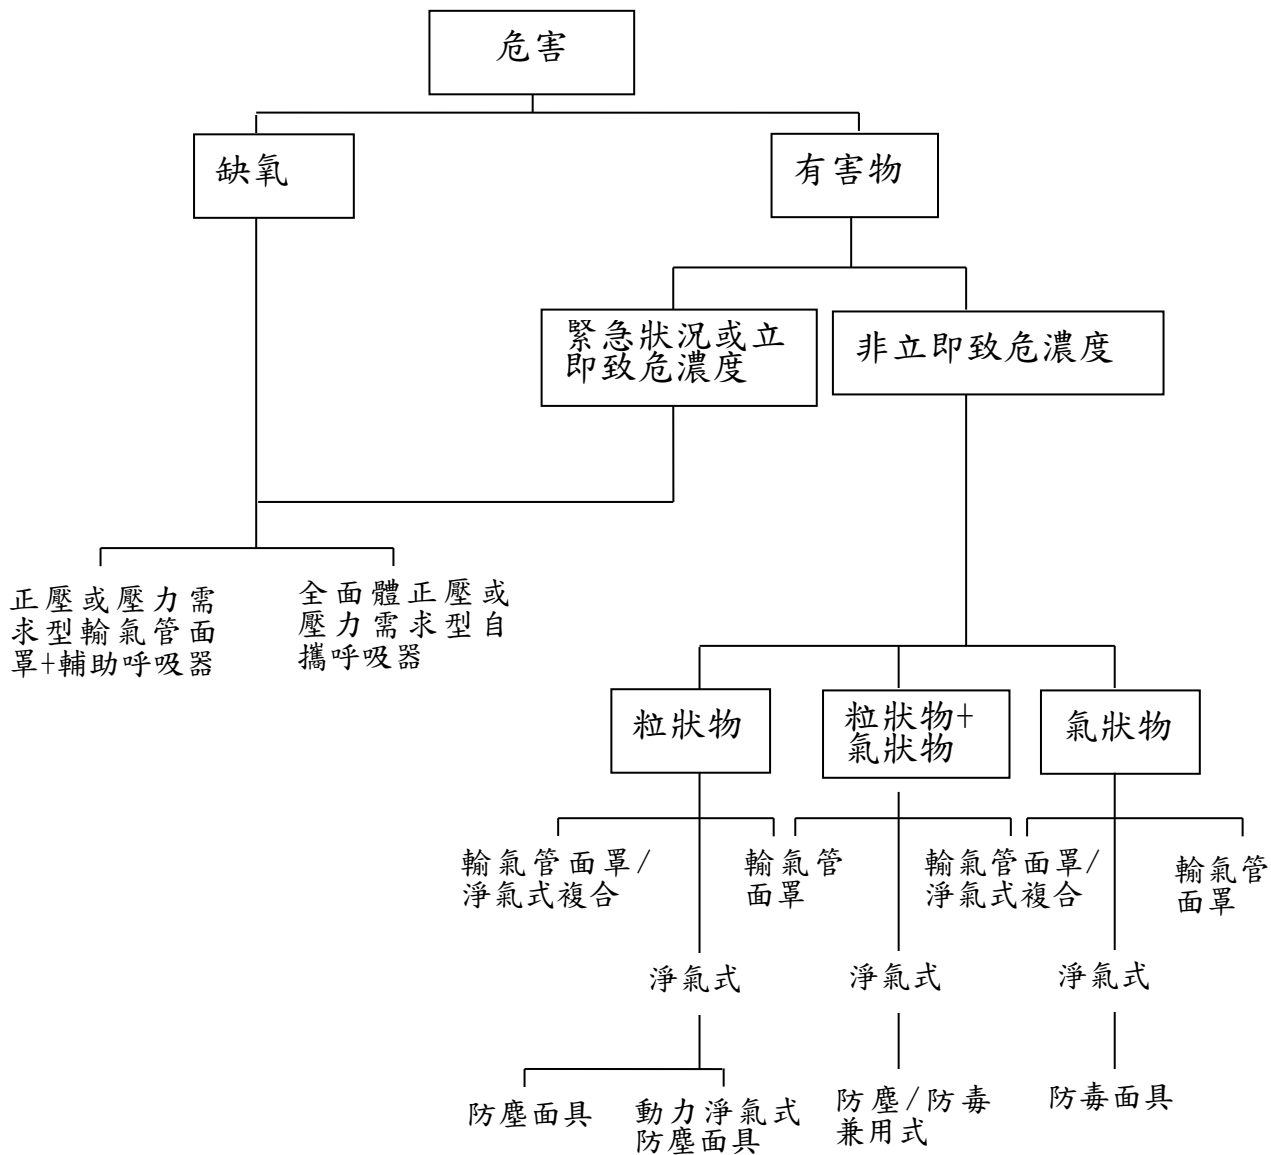 危害
缺氧
有害物
緊急狀況或立
即致危濃度
非立即致危濃度
正壓或壓力需
求型輸氣管面
罩+輔助呼吸器
全面體正壓或
壓力需求型自
攜呼吸器
粒狀物
粒狀物+
氣狀物
氣狀物
輸氣管面罩/
淨氣式複合
輸氣管
面罩
輸氣管面罩/
淨氣式複合
輸氣管
面罩
淨氣式
淨氣式
淨氣式
防塵面具
動力淨氣式
防塵面具
防塵/防毒
兼用式
防毒面具